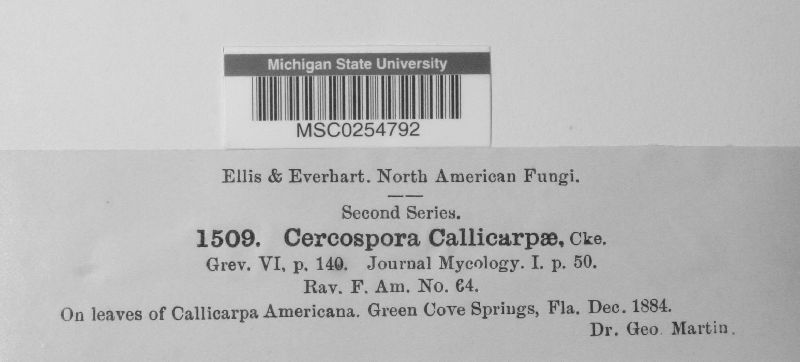 Michigan State University
MSC0254792
Ellis & Everhart. North American Fungi.
Second Series.
1509. Cercospora Callicarpæ, Cke.
Grev. VI, p. 140. Journal Mycology. I. p. 50.
Rav. F. Am. No. 64.
On leaves of Callicarpa Americana. Green Cove Springs, Fla. Dec. 1884.
Dr. Geo. Martin.